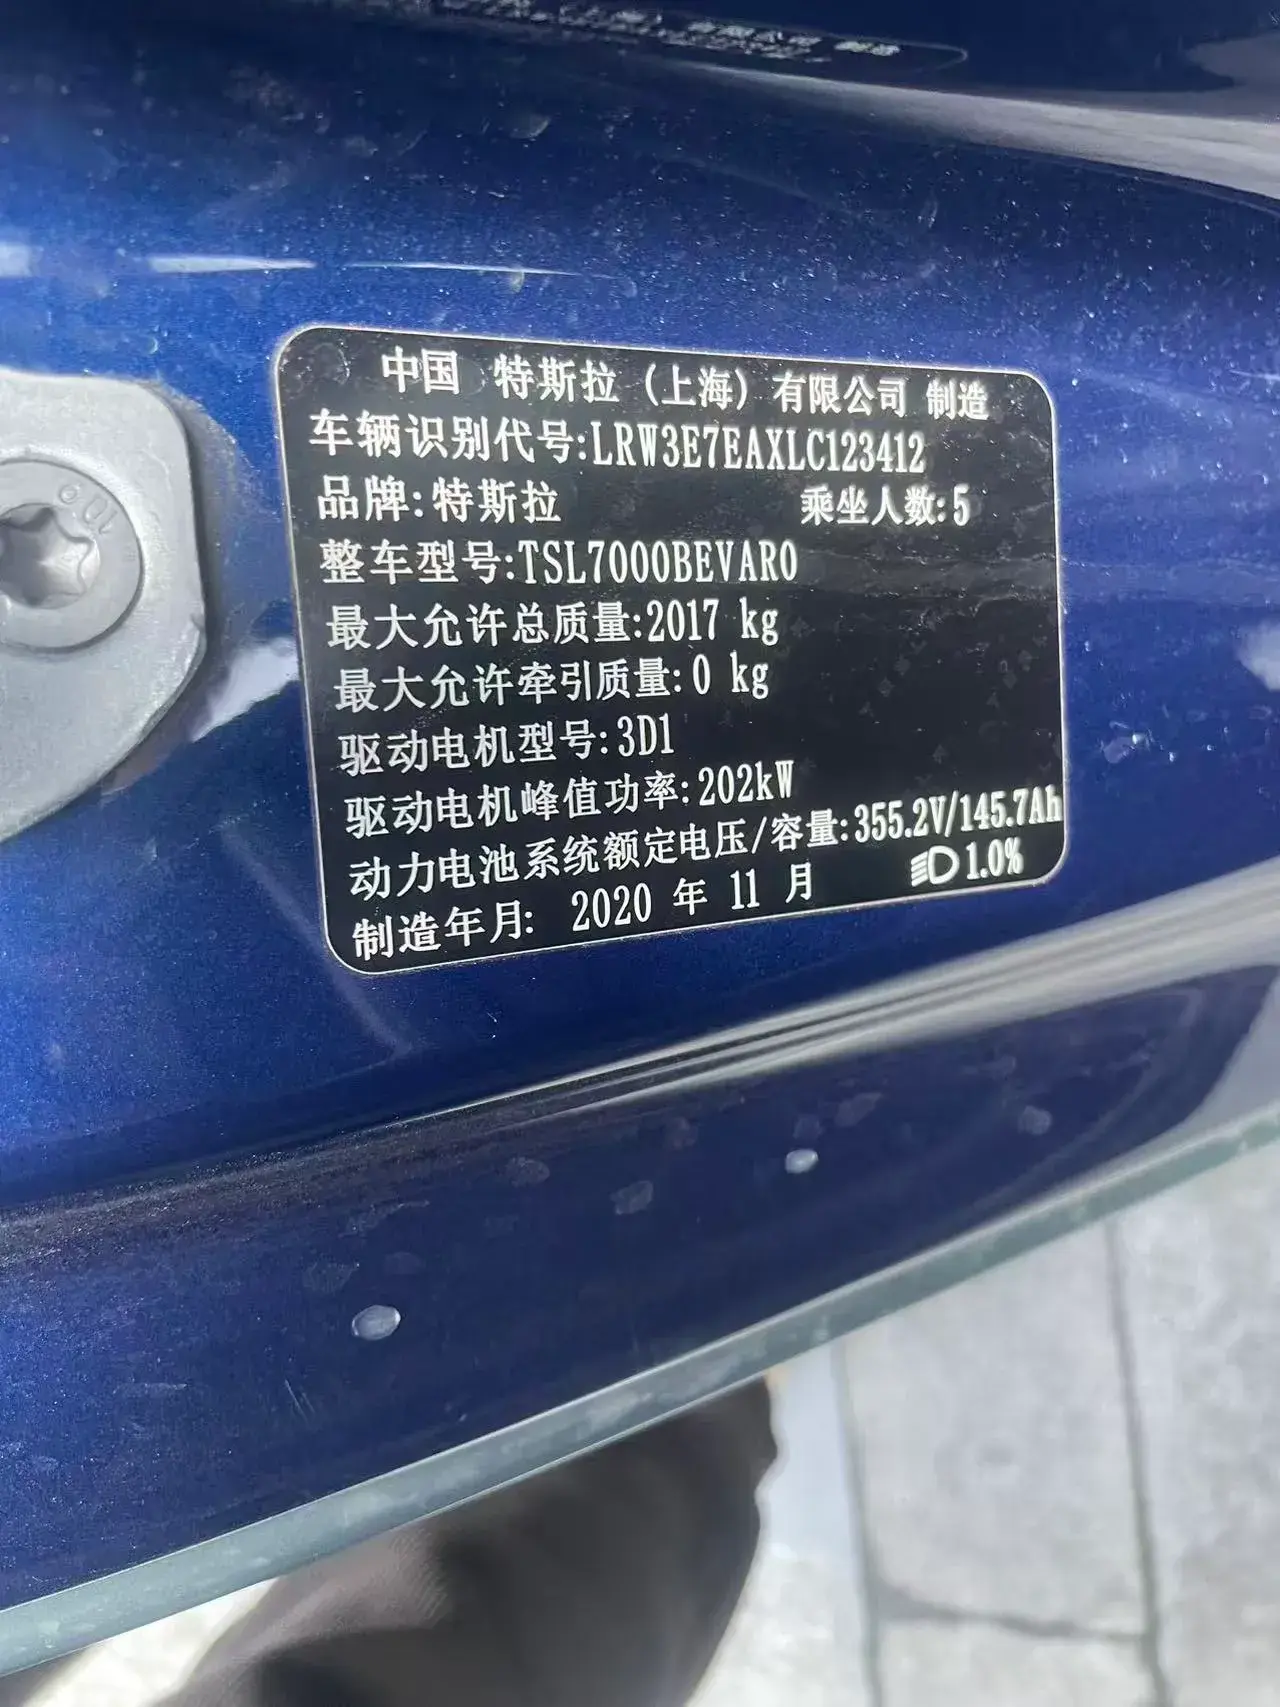 中国 特斯拉 (上海) 有限公司 制造
车辆识别代号:LRW3E7EAXLC123412
品牌:特斯拉 乘坐人数:5
整车型号:TSL7000BEVAR0
最大允许总质量:2017 kg
最大允许牵引质量:0 kg
驱动电机型号:3D1
驱动电机峰值功率:202kW
动力电池系统额定电压/容量:355.2V/145.7Ah
制造年月: 2020 年 11 月 1.0%